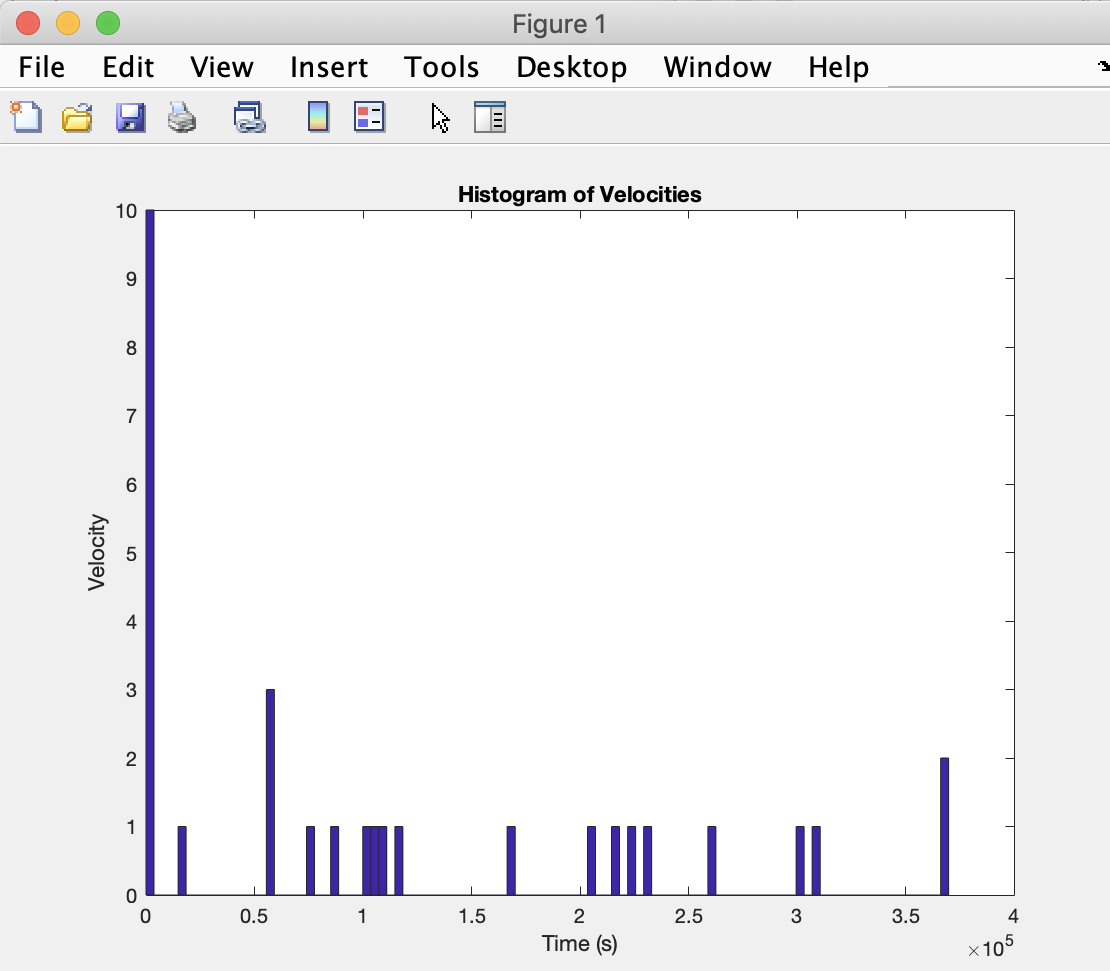 Figure 1
File Edit View Insert Tools Desktop Window Help
Histogram of Velocities
10
9
8
7
6
5
4
3
2
1
0
Velocity
0 0.5 1 1.5 2 2.5 3 3.5 4
Time (s)
×10⁵